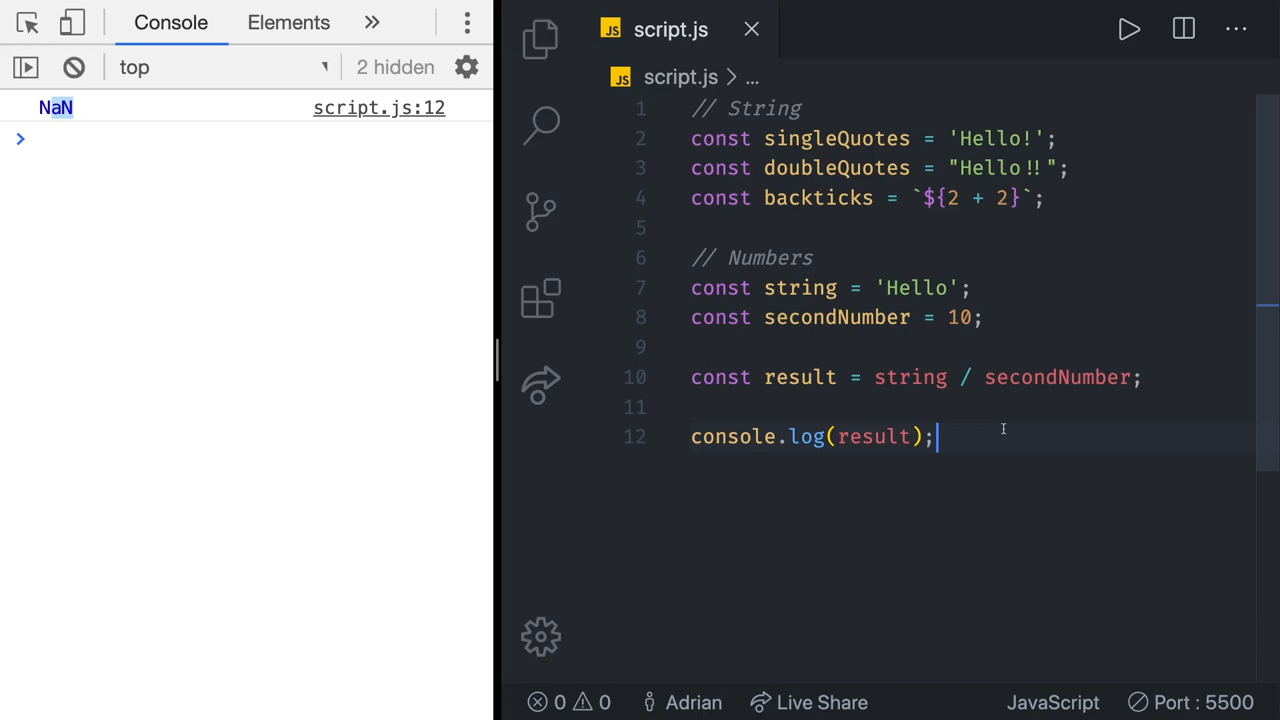 Console Elements
top 2 hidden
NaN script.js:12
JS script.js
JS script.js > ...
1 // String
2 const singleQuotes = 'Hello!';
3 const doubleQuotes = "Hello!!";
4 const backticks = `${2 + 2}`;
5
6 // Numbers
7 const string = 'Hello';
8 const secondNumber = 10;
9
10 const result = string / secondNumber;
11
12 console.log(result);
0 0 Adrian Live Share JavaScript Port : 5500